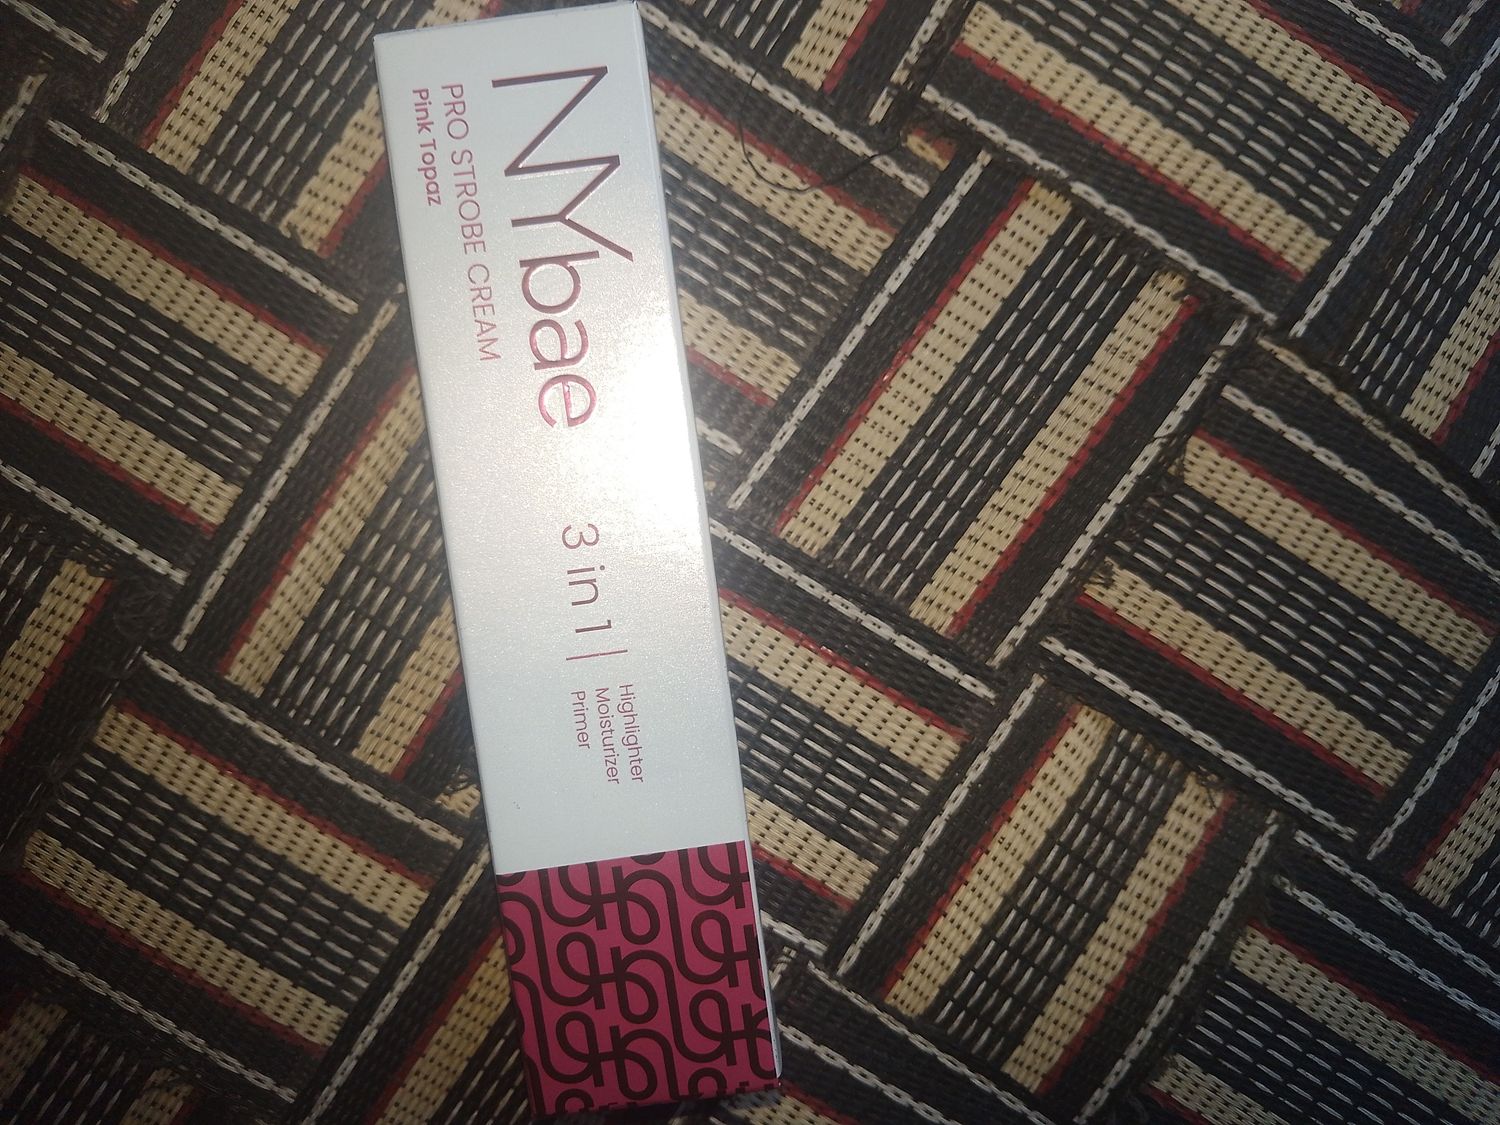 NYbae
PRO STROBE CREAM
Pink Topaz
3 in 1 |
Highlighter
Moisturizer
Primer